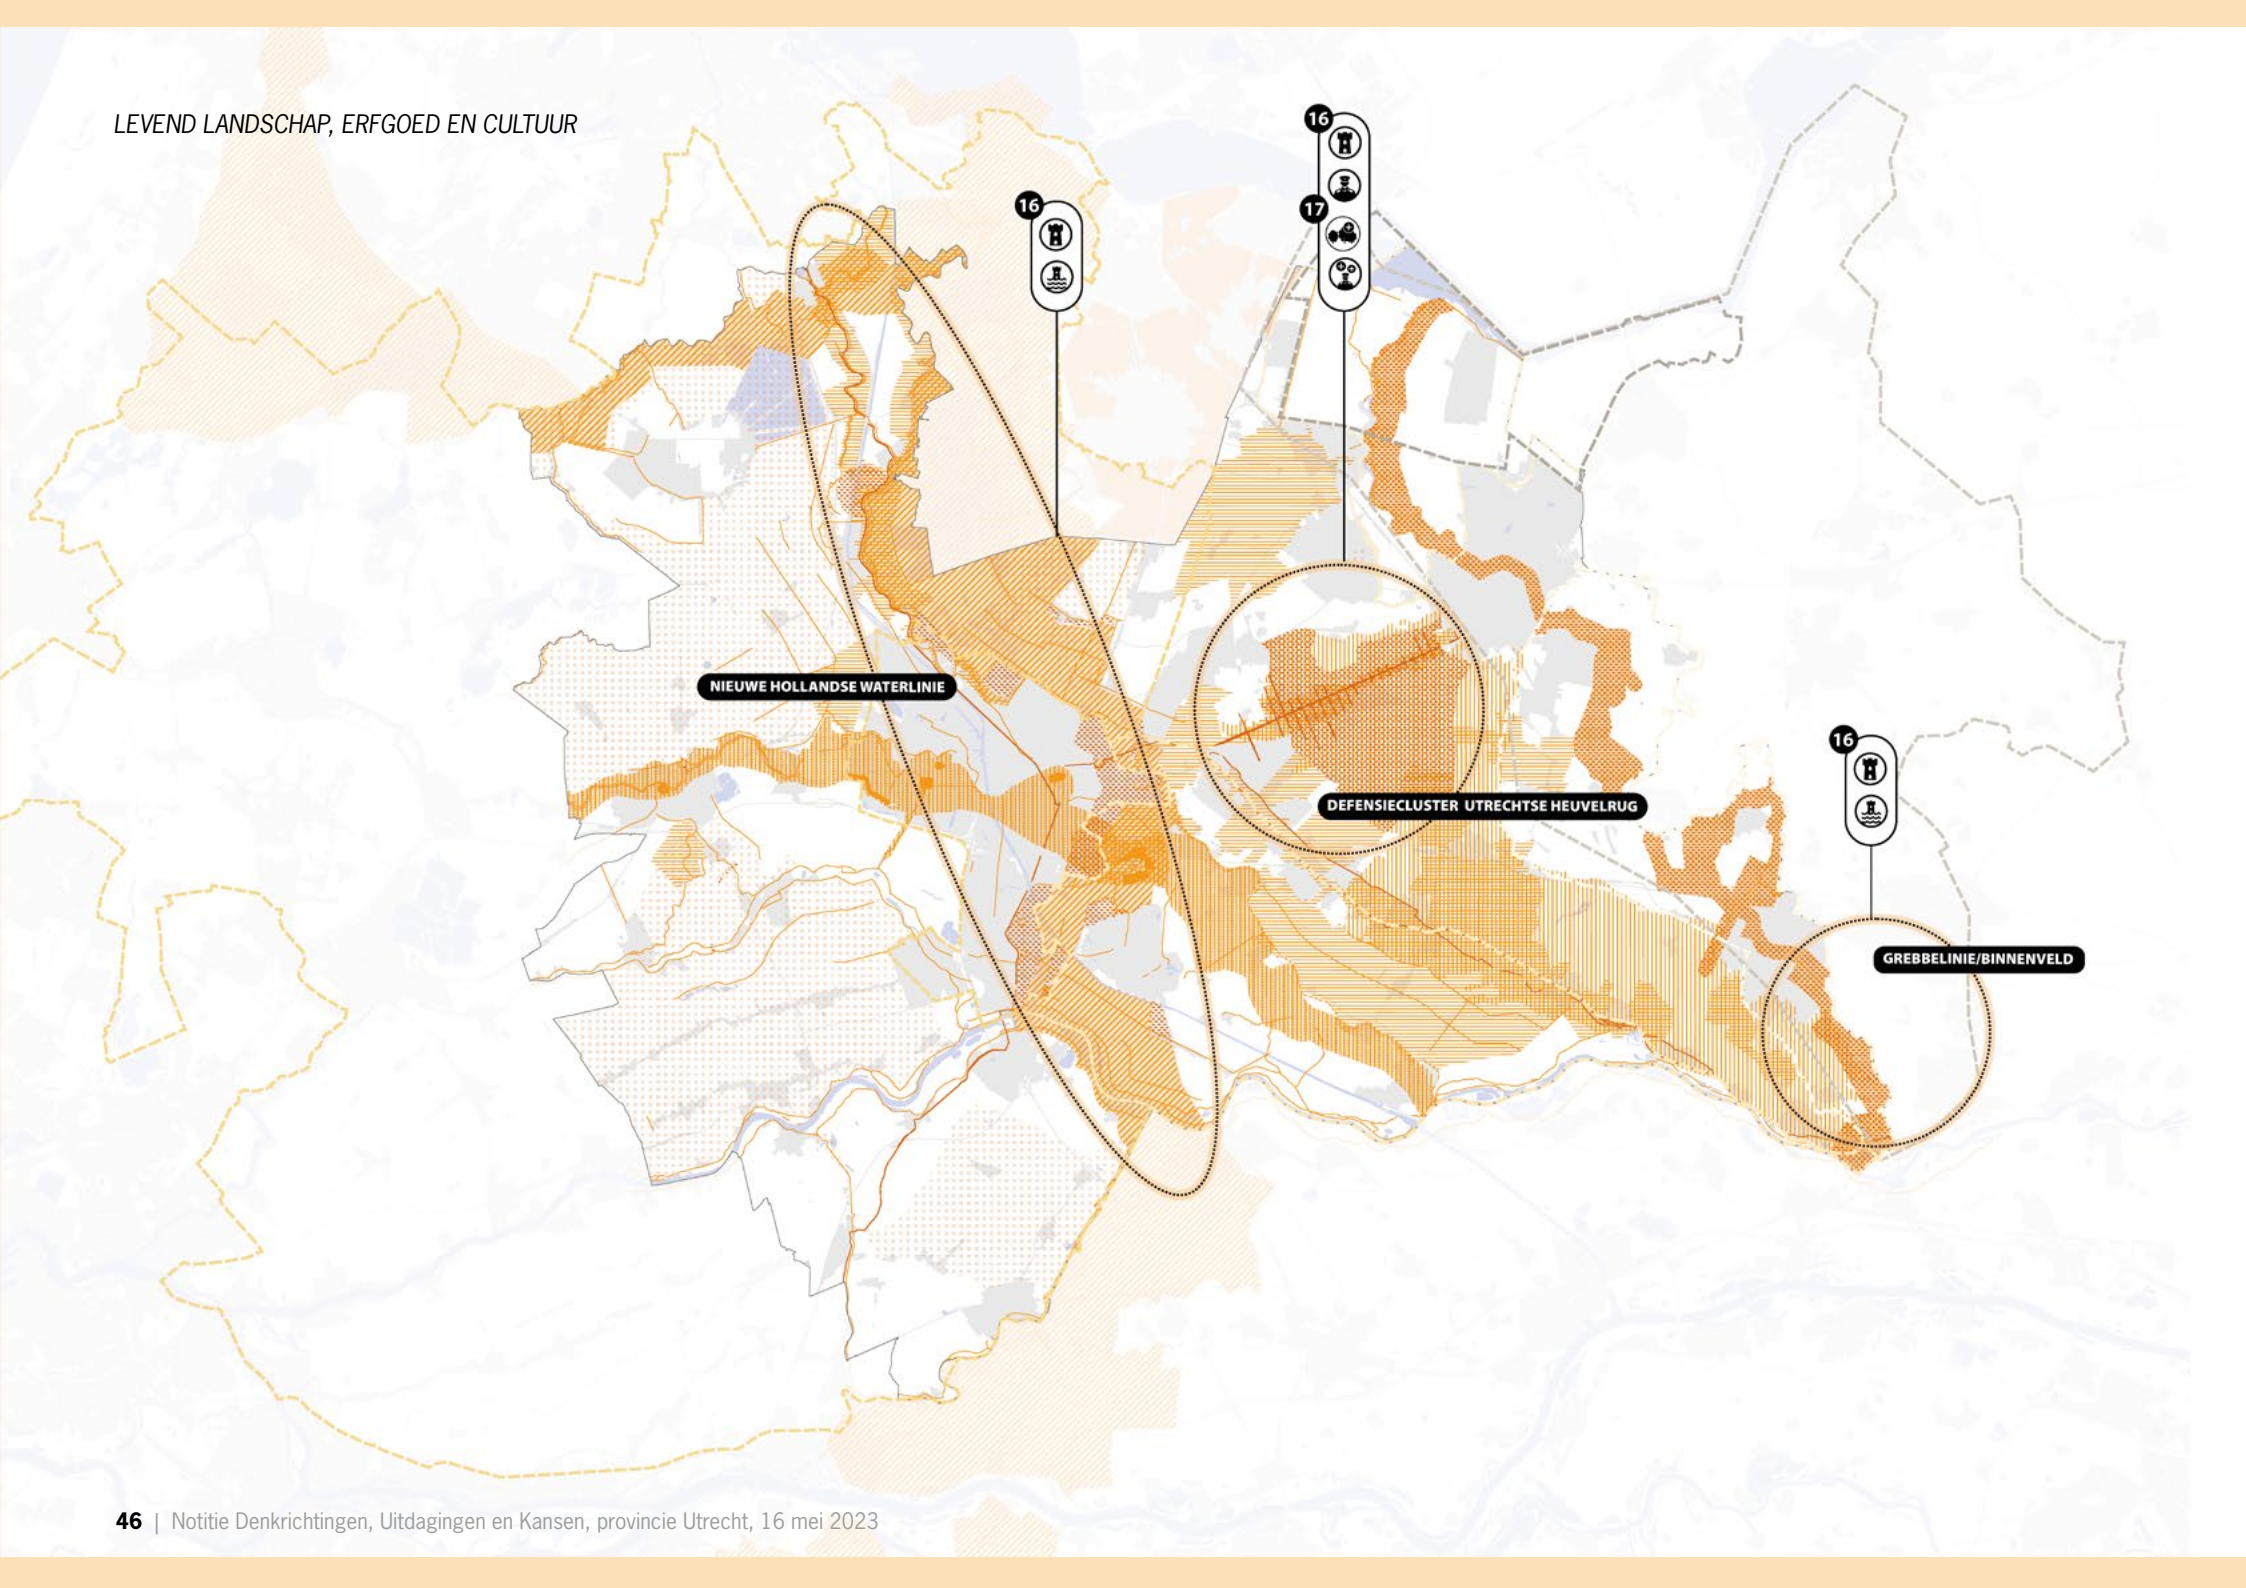 LEVEND LANDSCHAP, ERFGOED EN CULTUUR
16
16
17
NIEUWE HOLLANDSE WATERLINIE
DEFENSIECLUSTER UTRECHTSE HEUVELRUG
16
GREBBELINIE/BINNENVELD
46 | Notitie Denkrichtingen, Uitdagingen en Kansen, provincie Utrecht, 16 mei 2023